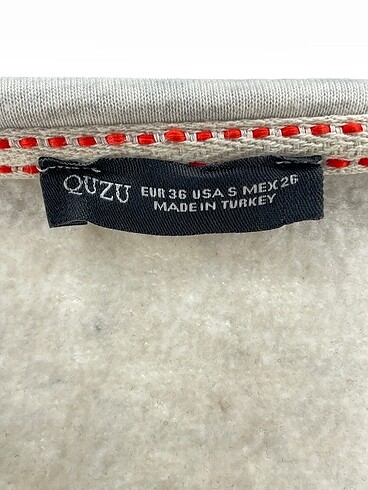 QUZU EUR 36 USA S MEX 26
MADE IN TURKEY